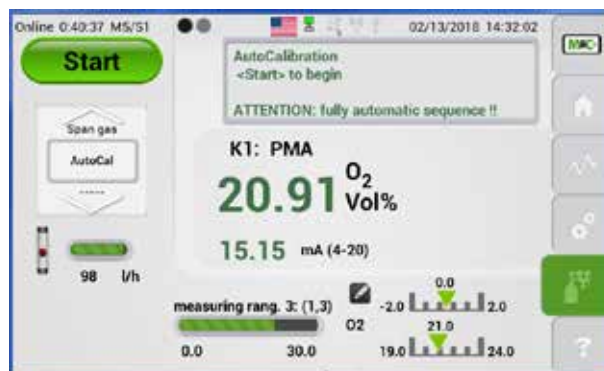 Online 0:40:37 MS/S1
02/13/2018 14:32:02
Start
AutoCalibration
<Start> to begin
ATTENTION: fully automatic sequence !!
Span gas
AutoCal
-----
98 l/h
K1: PMA
20.91 O2 Vol%
15.15 mA (4-20)
measuring rang. 3: (1,3)
0.0 30.0
O2
0.0
-2.0 2.0
21.0
19.0 24.0
?